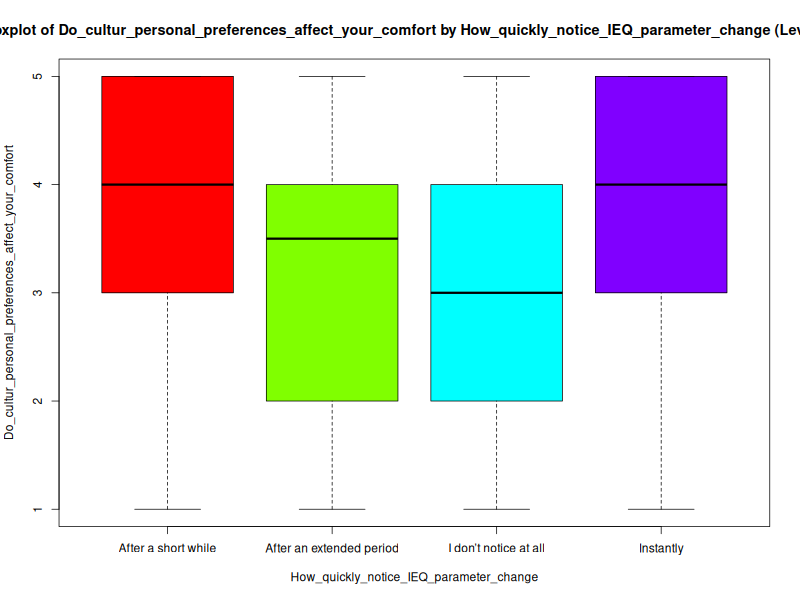 oxplot of Do_cultur_personal_preferences_affect_your_comfort by How_quickly_notice_IEQ_parameter_change (Lev
Do_cultur_personal_preferences_affect_your_comfort
5
4
3
2
1
After a short while
After an extended period
I don't notice at all
Instantly
How_quickly_notice_IEQ_parameter_change